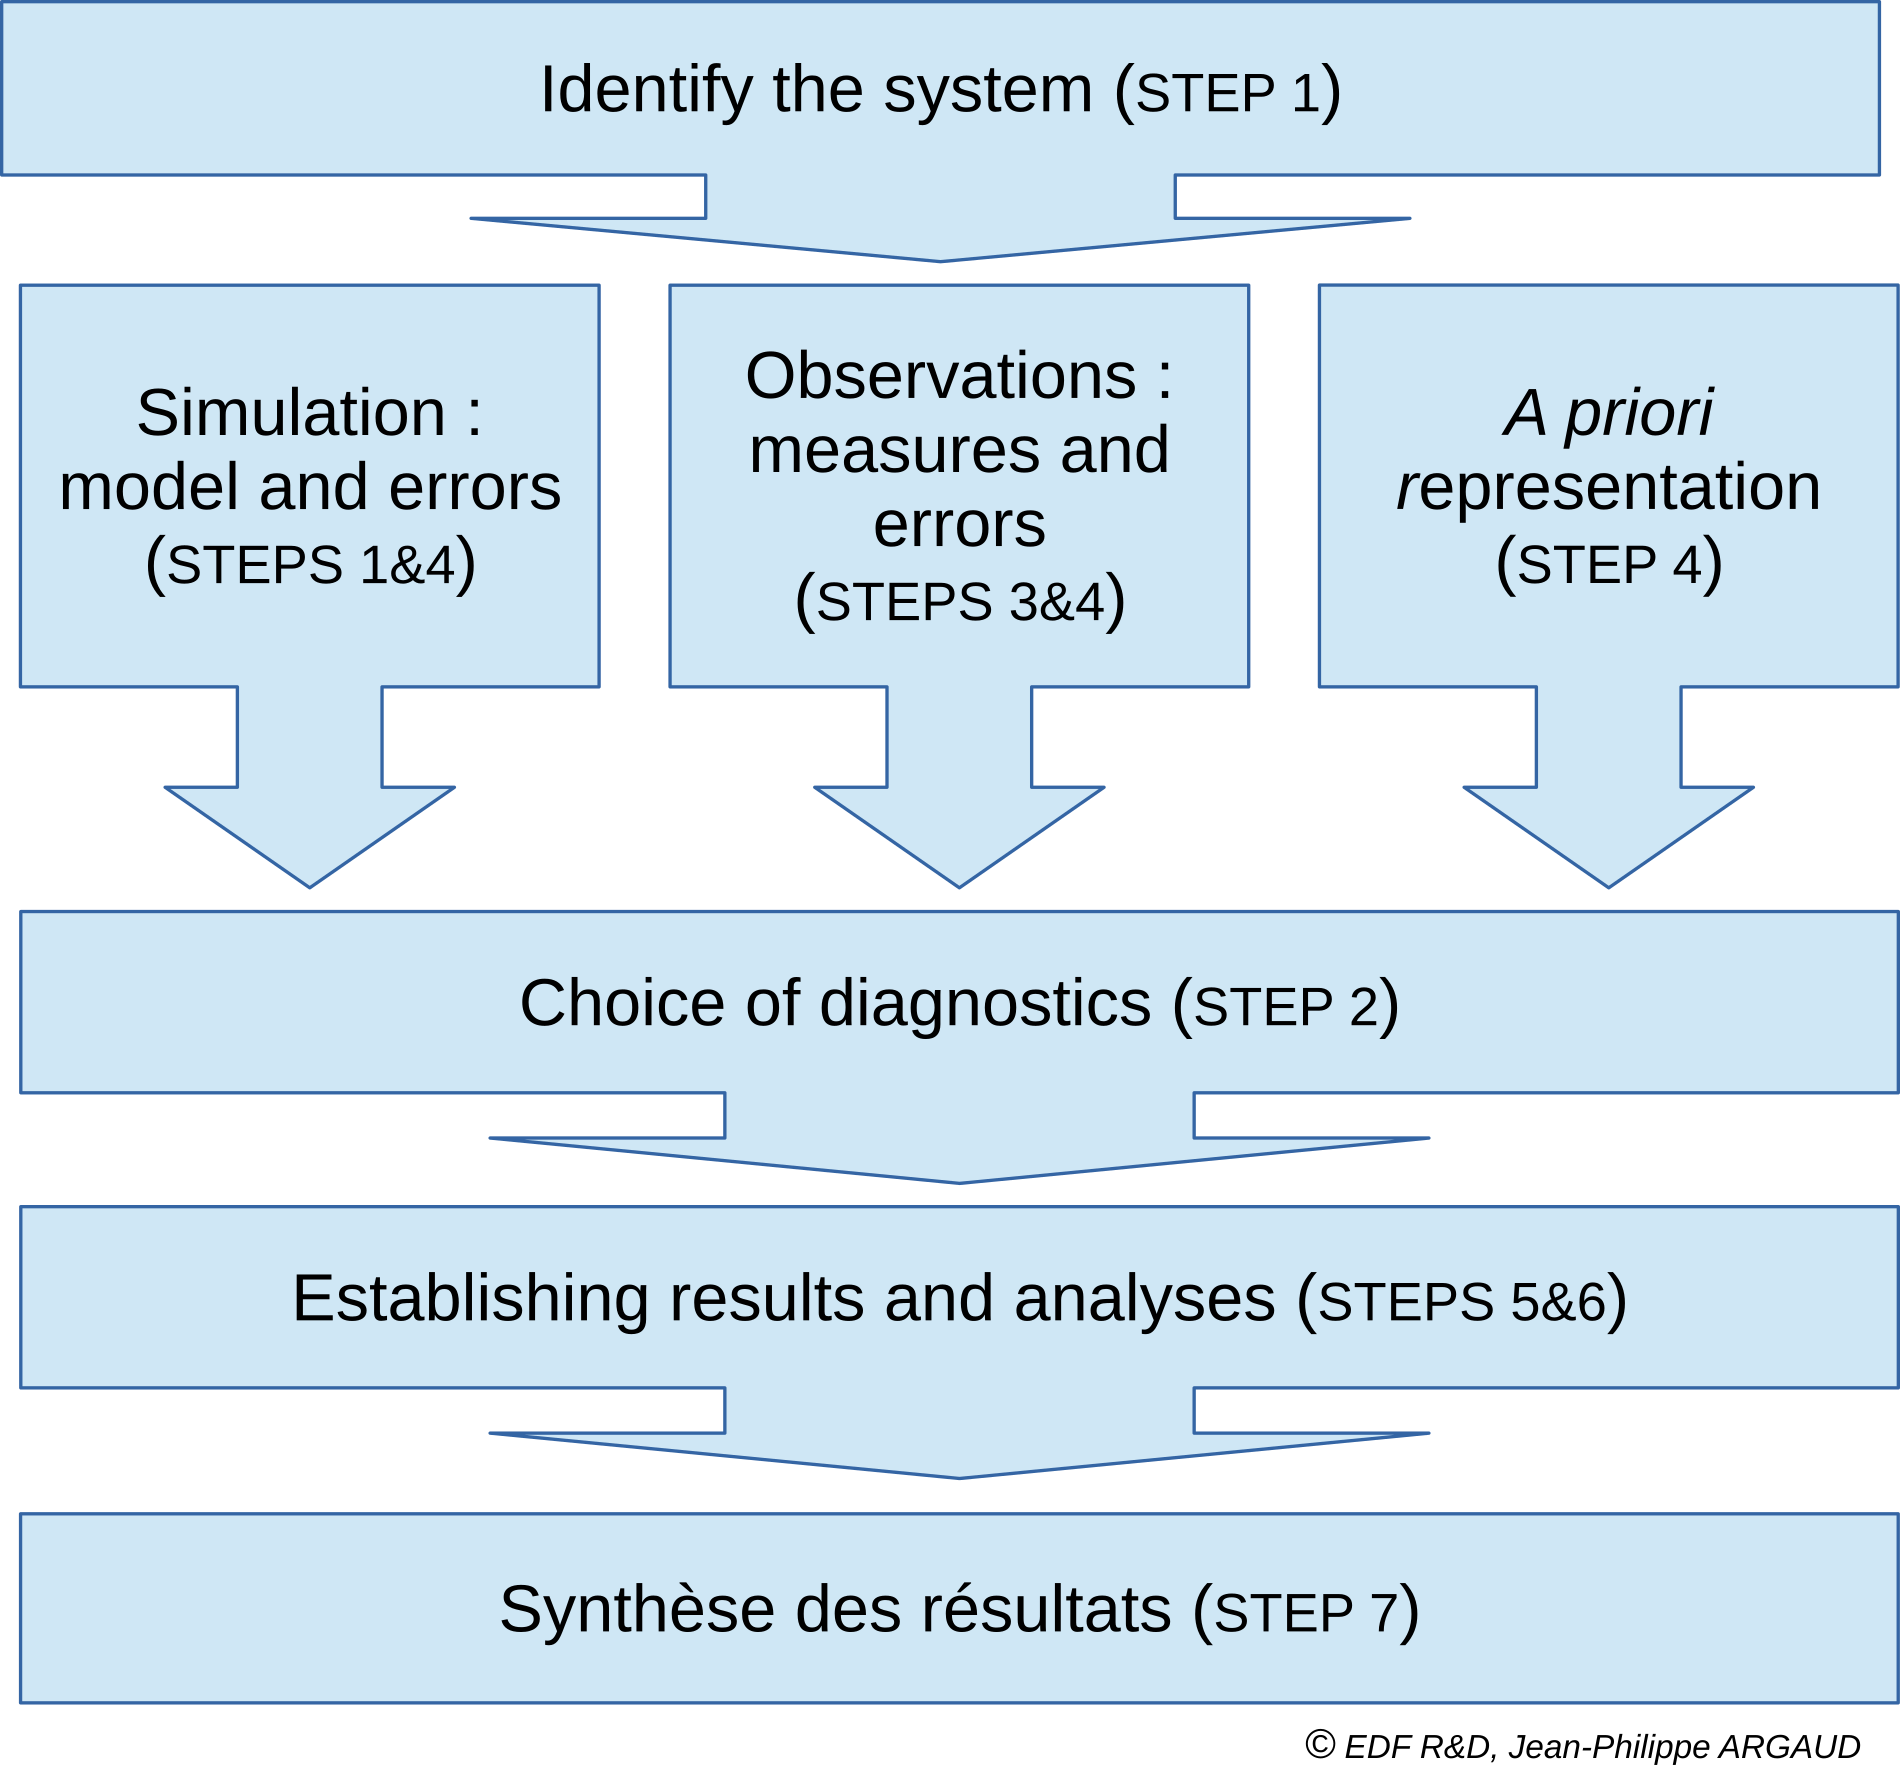 Identify the system (STEP 1)
Simulation :
model and errors
(STEPS 1&4)
Observations :
measures and
errors
(STEPS 3&4)
A priori
representation
(STEP 4)
Choice of diagnostics (STEP 2)
Establishing results and analyses (STEPS 5&6)
Synthèse des résultats (STEP 7)
© EDF R&D, Jean-Philippe ARGAUD